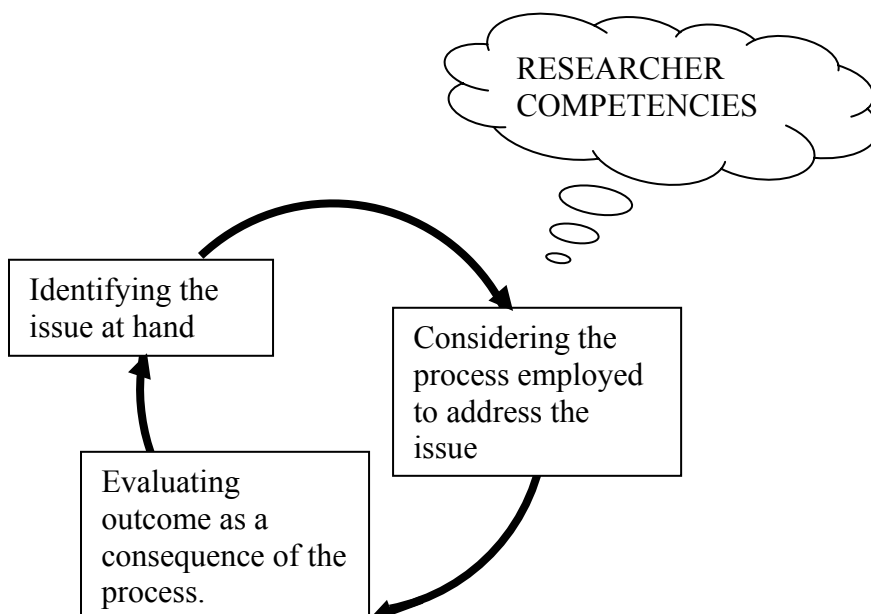 RESEARCHER
COMPETENCIES
Identifying the
issue at hand
Considering the
process employed
to address the
issue
Evaluating
outcome as a
consequence of the
process.